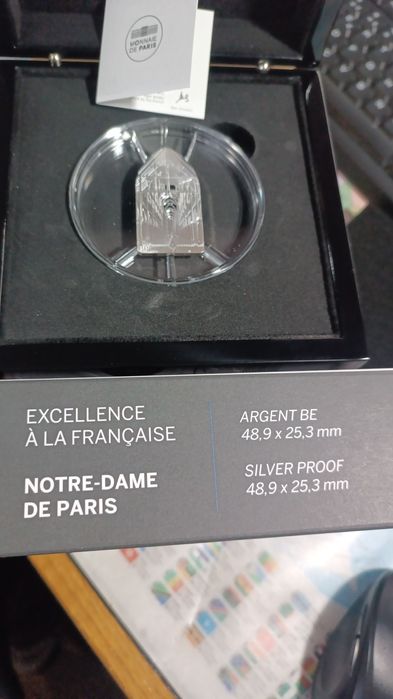 MONNAIE
DE PARIS
EXCELLENCE
À LA FRANÇAISE
NOTRE-DAME
DE PARIS
ARGENT BE
48,9 x 25,3 mm
SILVER PROOF
48,9 x 25,3 mm